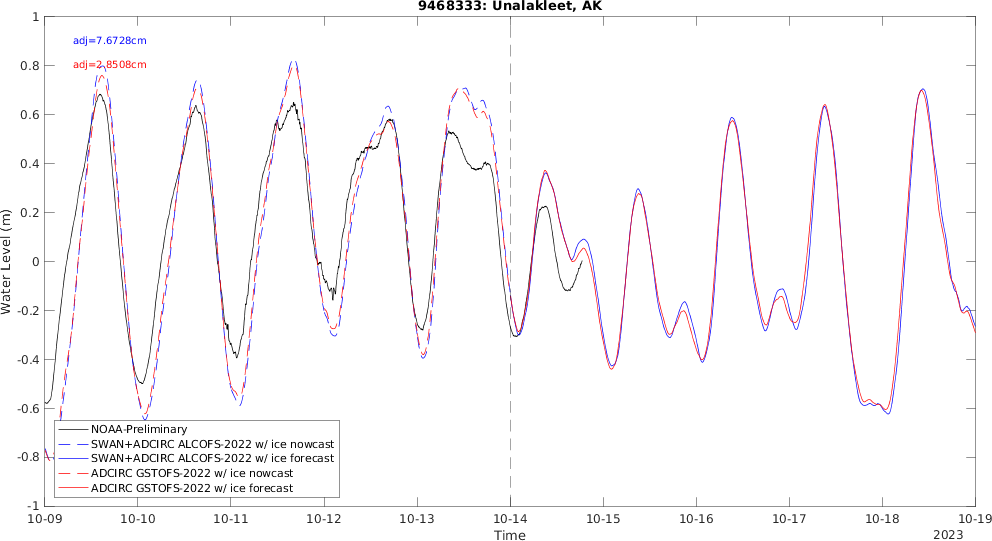 9468333: Unalakleet, AK
adj=7.6728cm
adj=2.8508cm
Water Level (m)
1
0.8
0.6
0.4
0.2
0
-0.2
-0.4
-0.6
-0.8
-1
NOAA-Preliminary
SWAN+ADCIRC ALCOFS-2022 w/ ice nowcast
SWAN+ADCIRC ALCOFS-2022 w/ ice forecast
ADCIRC GSTOFS-2022 w/ ice nowcast
ADCIRC GSTOFS-2022 w/ ice forecast
10-09 10-10 10-11 10-12 10-13 10-14 10-15 10-16 10-17 10-18 10-19
Time
2023